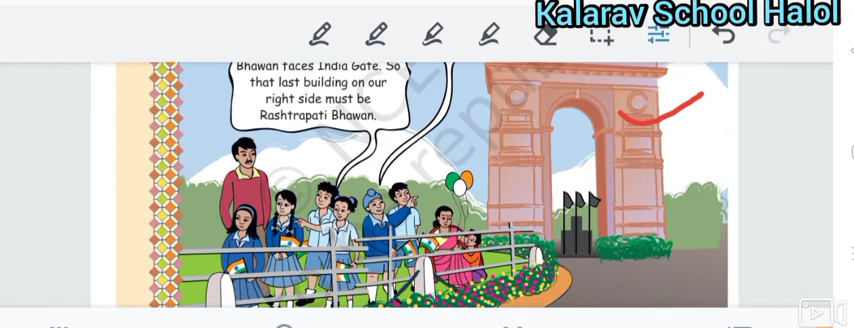 Kalarav School Halol
Bhawan faces India Gate. So
that last building on our
right side must be
Rashtrapati Bhawan.